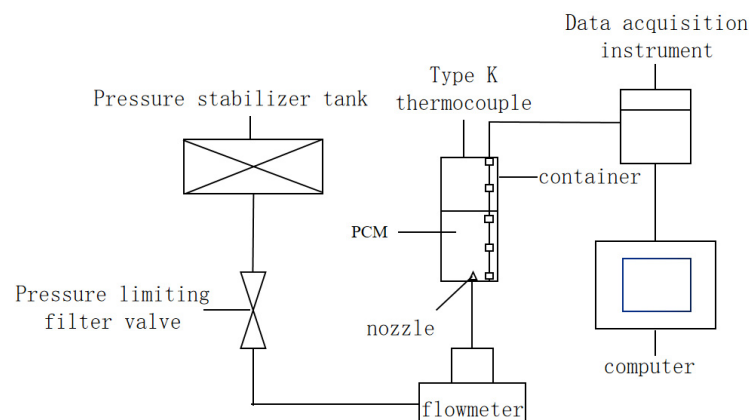 Data acquisition
instrument
Type K
thermocouple
Pressure stabilizer tank
container
PCM
Pressure limiting
filter valve
nozzle
computer
flowmeter